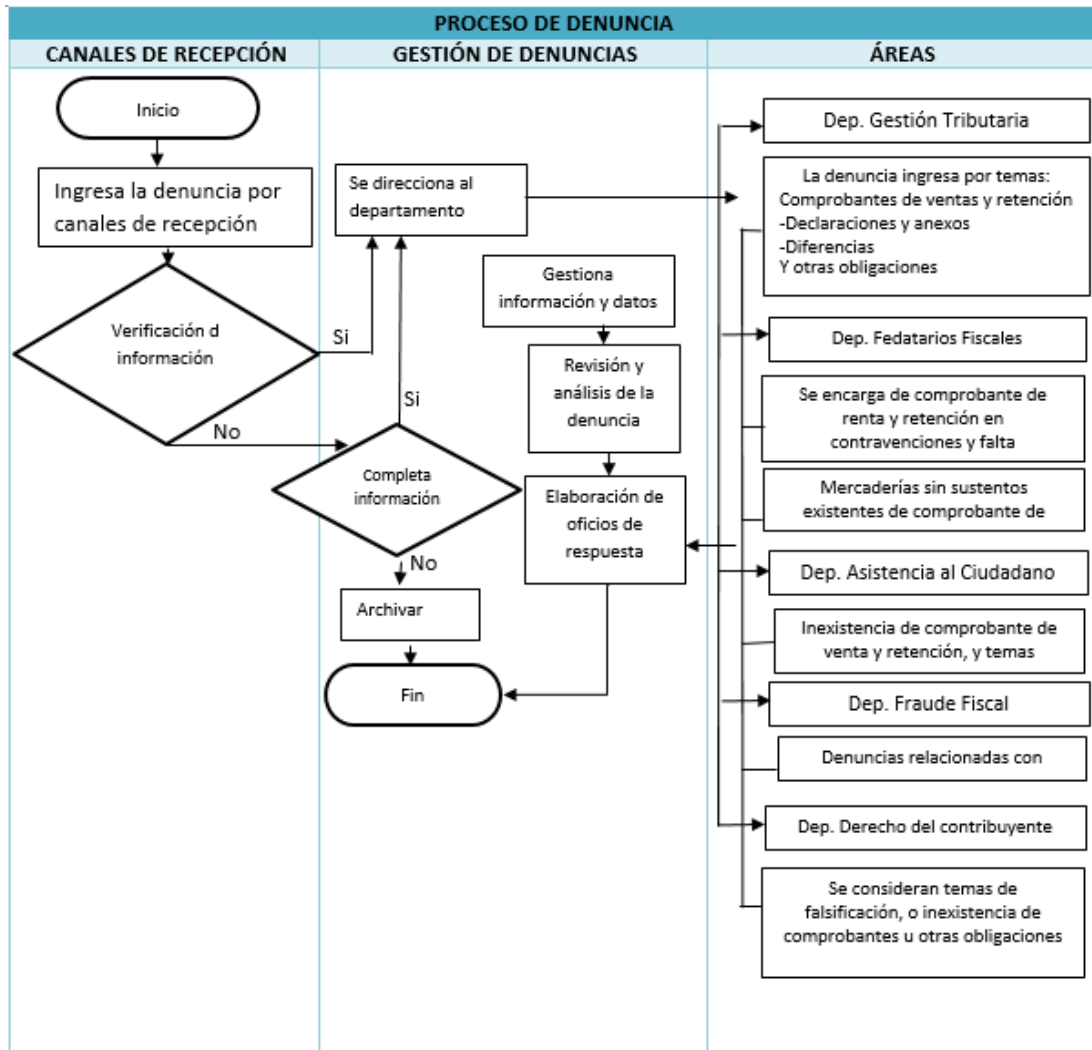 PROCESO DE DENUNCIA
CANALES DE RECEPCIÓN
GESTIÓN DE DENUNCIAS
ÁREAS
Inicio
Ingresa la denuncia por
canales de recepción
Verificación d
información
Si
No
Se direcciona al
departamento
Si
Completa
información
No
Archivar
Fin
Gestiona
información y datos
Revisión y
análisis de la
denuncia
Elaboración de
oficios de
respuesta
Dep. Gestión Tributaria
La denuncia ingresa por temas:
Comprobantes de ventas y retención
-Declaraciones y anexos
-Diferencias
Y otras obligaciones
Dep. Fedatarios Fiscales
Se encarga de comprobante de
renta y retención en
contravenciones y falta
Mercaderías sin sustentos
existentes de comprobante de
Dep. Asistencia al Ciudadano
Inexistencia de comprobante de
venta y retención, y temas
Dep. Fraude Fiscal
Denuncias relacionadas con
Dep. Derecho del contribuyente
Se consideran temas de
falsificación, o inexistencia de
comprobantes u otras obligaciones